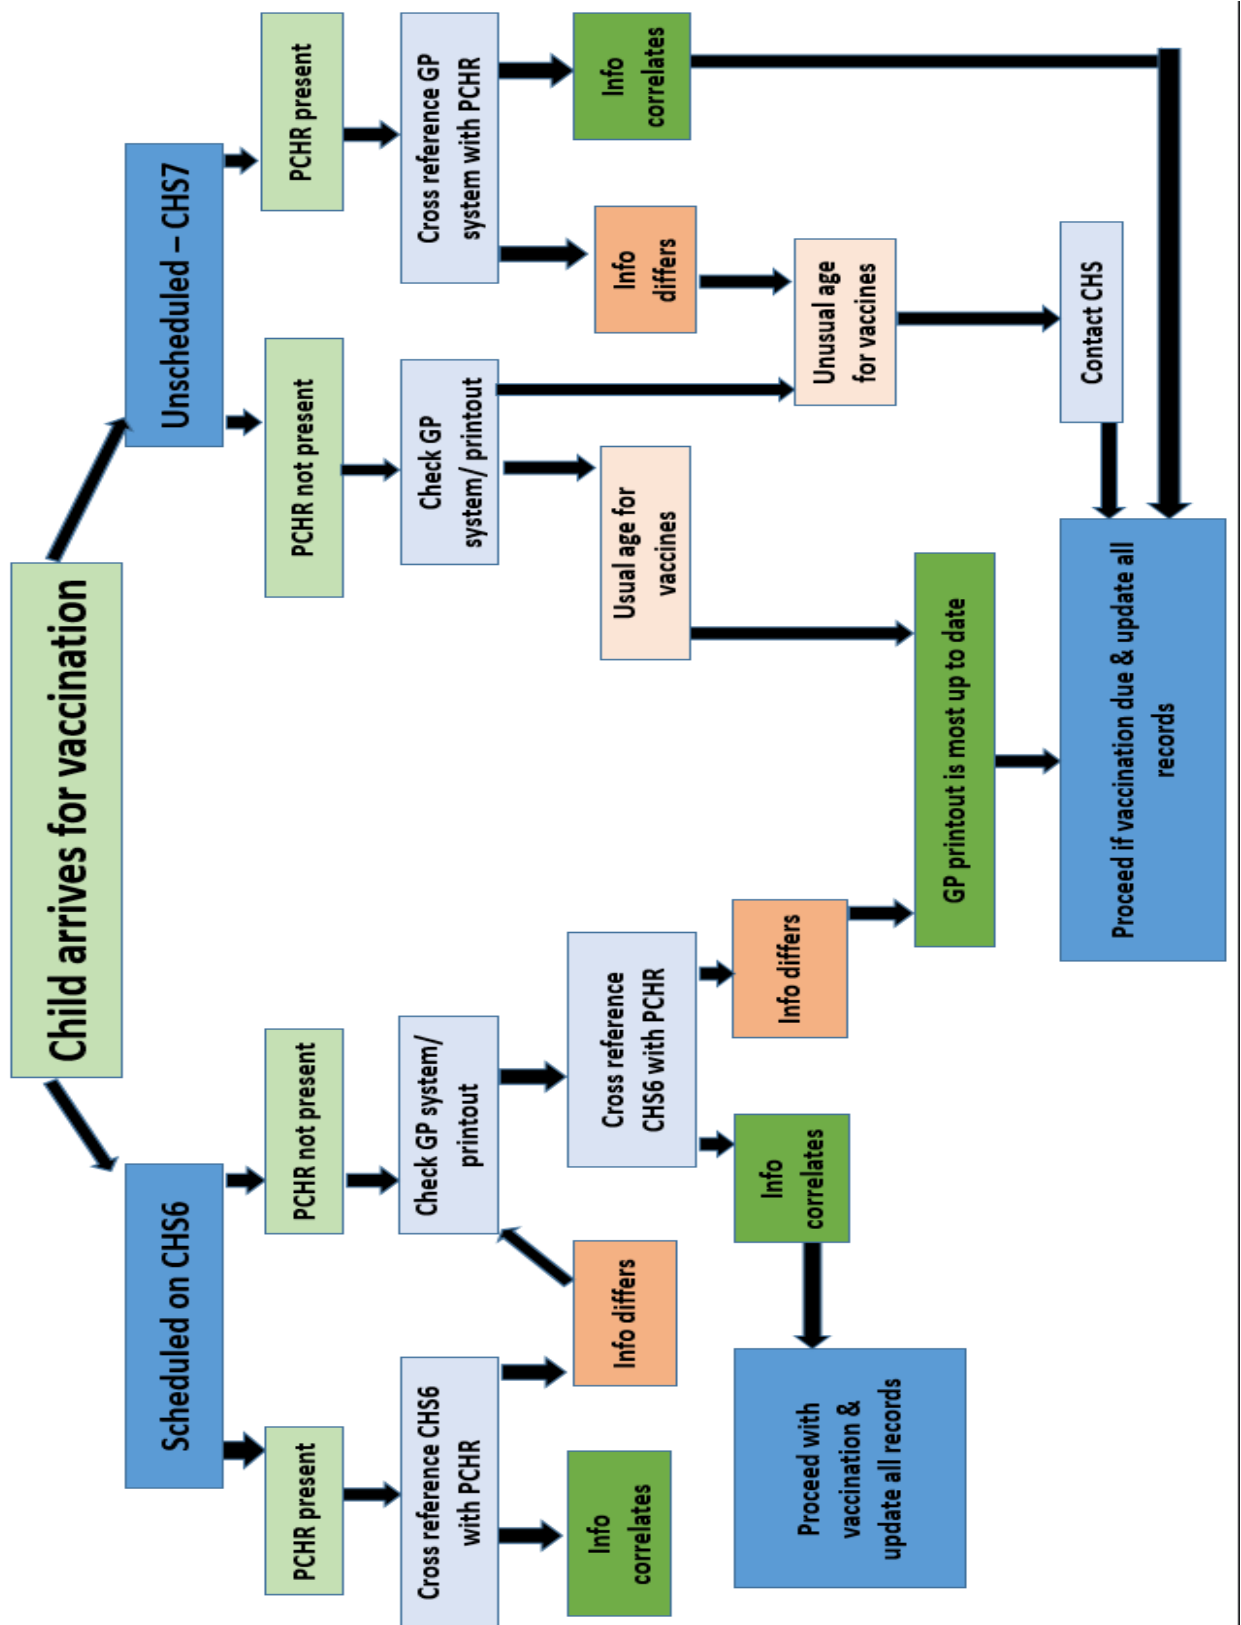 Child arrives for vaccination
Scheduled on CHS6
Unscheduled – CHS7
PCHR present
PCHR not present
PCHR not present
PCHR present
Cross reference CHS6
with PCHR
Check GP system/
printout
Check GP
system/ printout
Cross reference GP
system with PCHR
Info
correlates
Info differs
Cross reference
CHS6 with PCHR
Usual age for
vaccines
Info
differs
Info
correlates
Info
correlates
Info differs
Unusual age
for vaccines
Proceed with
vaccination &
update all records
GP printout is most up to date
Contact CHS
Proceed if vaccination due & update all
records